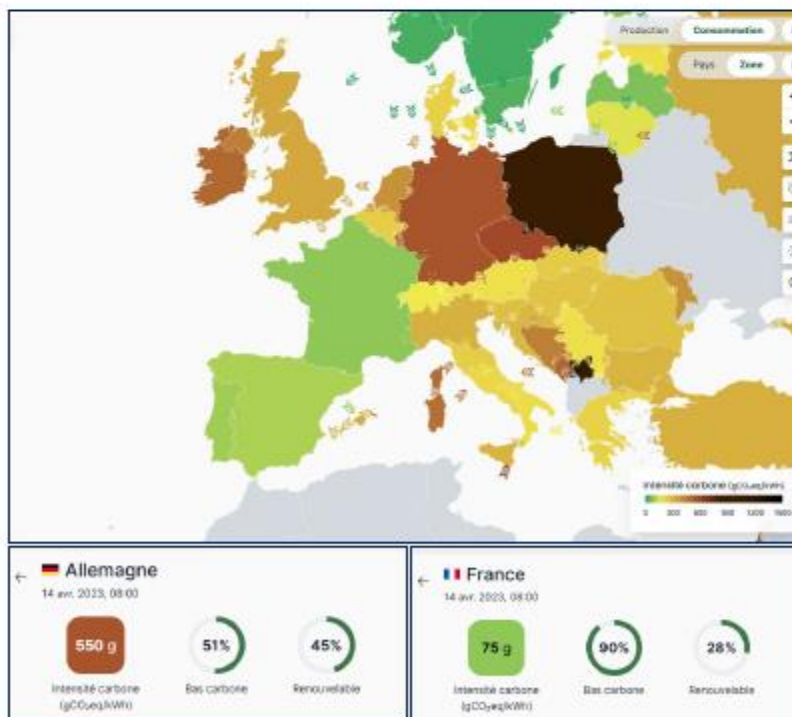 Production Consommation
Pays Zone
Intensité carbone (gCO₂eq/kWh)
0 300 600 900 1200 1500
← Allemagne
14 avr. 2023, 08:00
550 g 51% 45%
Intensité carbone Bas carbone Renouvelable
(gCO₂eq/kWh)
← France
14 avr. 2023, 08:00
75 g 90% 28%
Intensité carbone Bas carbone Renouvelable
(gCO₂eq/kWh)